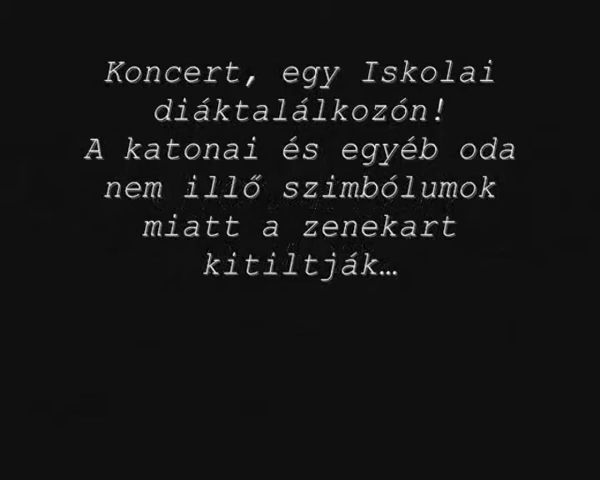 Koncert, egy Iskolai
diáktalálkozón!
A katonai és egyéb oda
nem illő szimbólumok
miatt a zenekart
kitiltják…